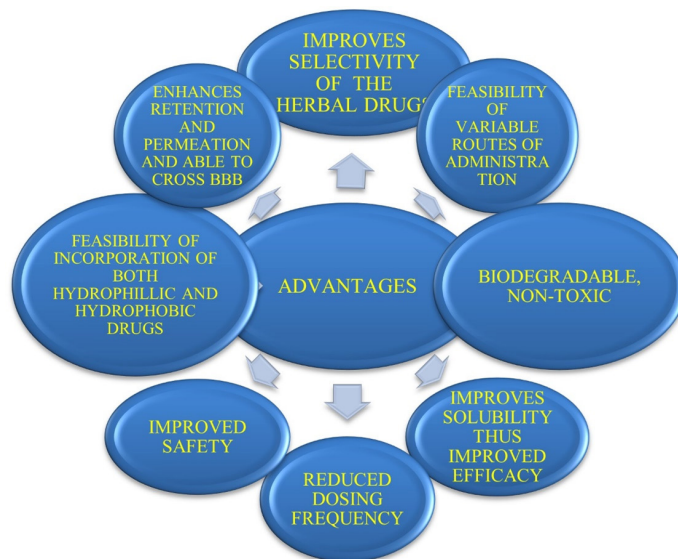 IMPROVES
SELECTIVITY
OF THE
HERBAL DRUGS
ENHANCES
RETENTION
AND
PERMEATION
AND ABLE TO
CROSS BBB
FEASIBILITY
OF
VARIABLE
ROUTES OF
ADMINISTRA
TION
FEASIBILITY OF
INCORPORATION OF
BOTH
HYDROPHILLIC AND
HYDROPHOBIC
DRUGS
ADVANTAGES
BIODEGRADABLE,
NON-TOXIC
IMPROVED
SAFETY
REDUCED
DOSING
FREQUENCY
IMPROVES
SOLUBILITY
THUS
IMPROVED
EFFICACY